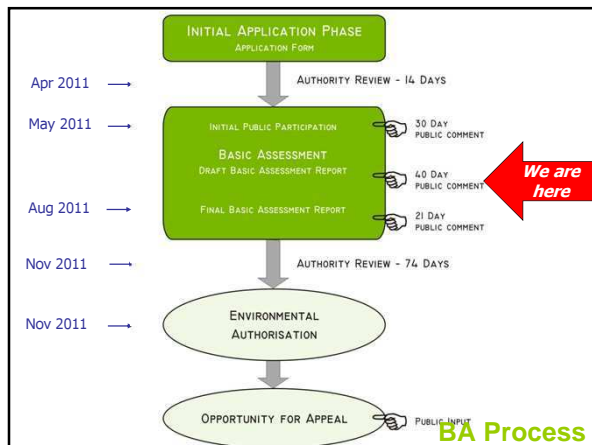 INITIAL APPLICATION PHASE
APPLICATION FORM
Apr 2011
AUTHORITY REVIEW - 14 DAYS
May 2011
INITIAL PUBLIC PARTICIPATION
30 DAY
PUBLIC COMMENT
BASIC ASSESSMENT
DRAFT BASIC ASSESSMENT REPORT
40 DAY
PUBLIC COMMENT
We are
here
Aug 2011
FINAL BASIC ASSESSMENT REPORT
21 DAY
PUBLIC COMMENT
Nov 2011
AUTHORITY REVIEW - 74 DAYS
Nov 2011
ENVIRONMENTAL
AUTHORISATION
OPPORTUNITY FOR APPEAL
PUBLIC INPUT
BA Process